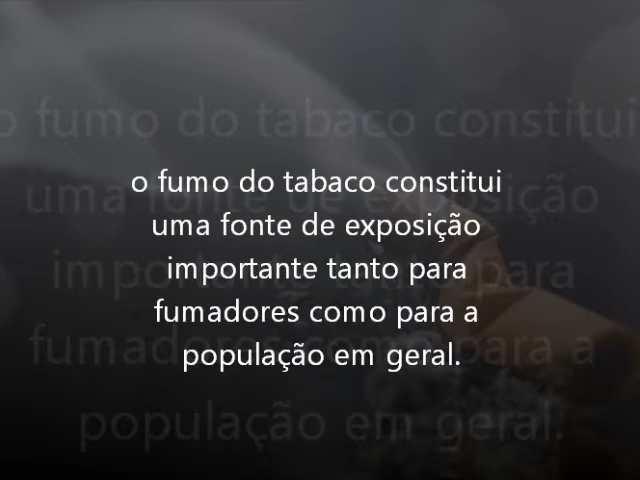 o fumo do tabaco constitui
uma fonte de exposição
importante tanto para
fumadores como para a
população em geral.